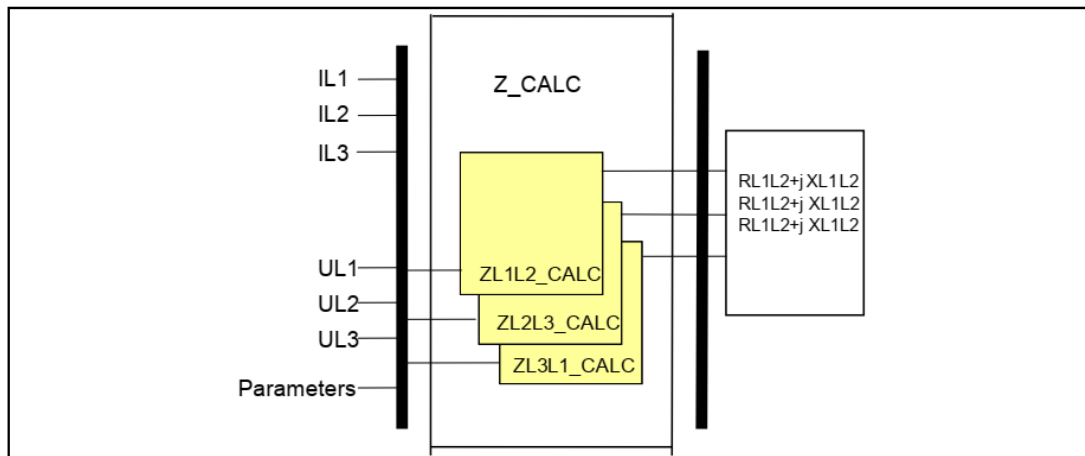 IL1
IL2
IL3
UL1
UL2
UL3
Parameters
Z_CALC
ZL1L2_CALC
ZL2L3_CALC
ZL3L1_CALC
RL1L2+j XL1L2
RL1L2+j XL1L2
RL1L2+j XL1L2